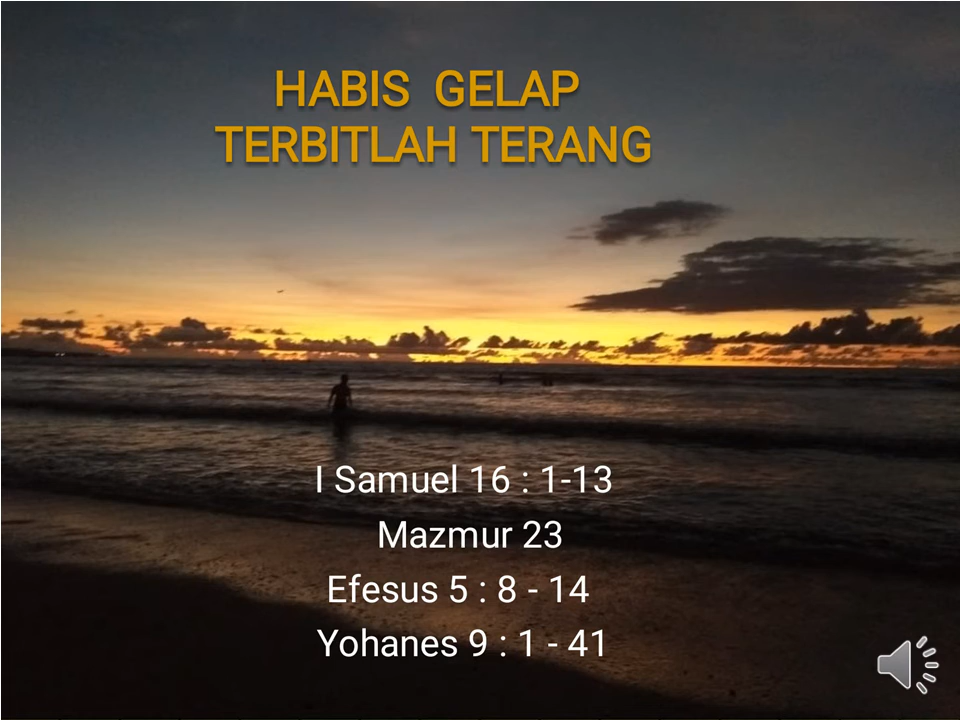 HABIS GELAP
TERBITLAH TERANG
I Samuel 16 : 1-13
Mazmur 23
Efesus 5 : 8 - 14
Yohanes 9 : 1 - 41